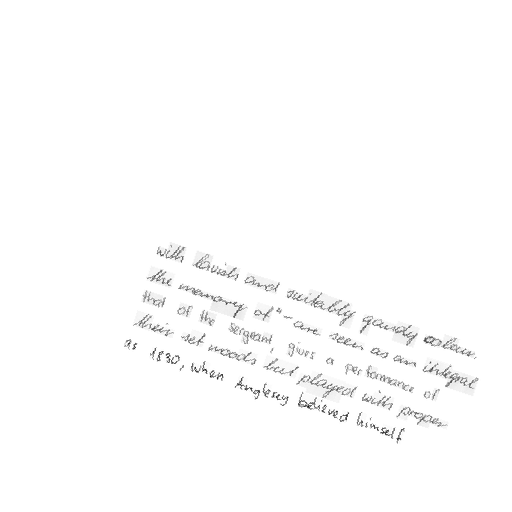 with lavish and suitably gaudy colour.
the memory of "- are seen as an integral
that of the Sergeant, gives a performance of
their set moods but played with proper
as 1830, when Anglesey believed himself